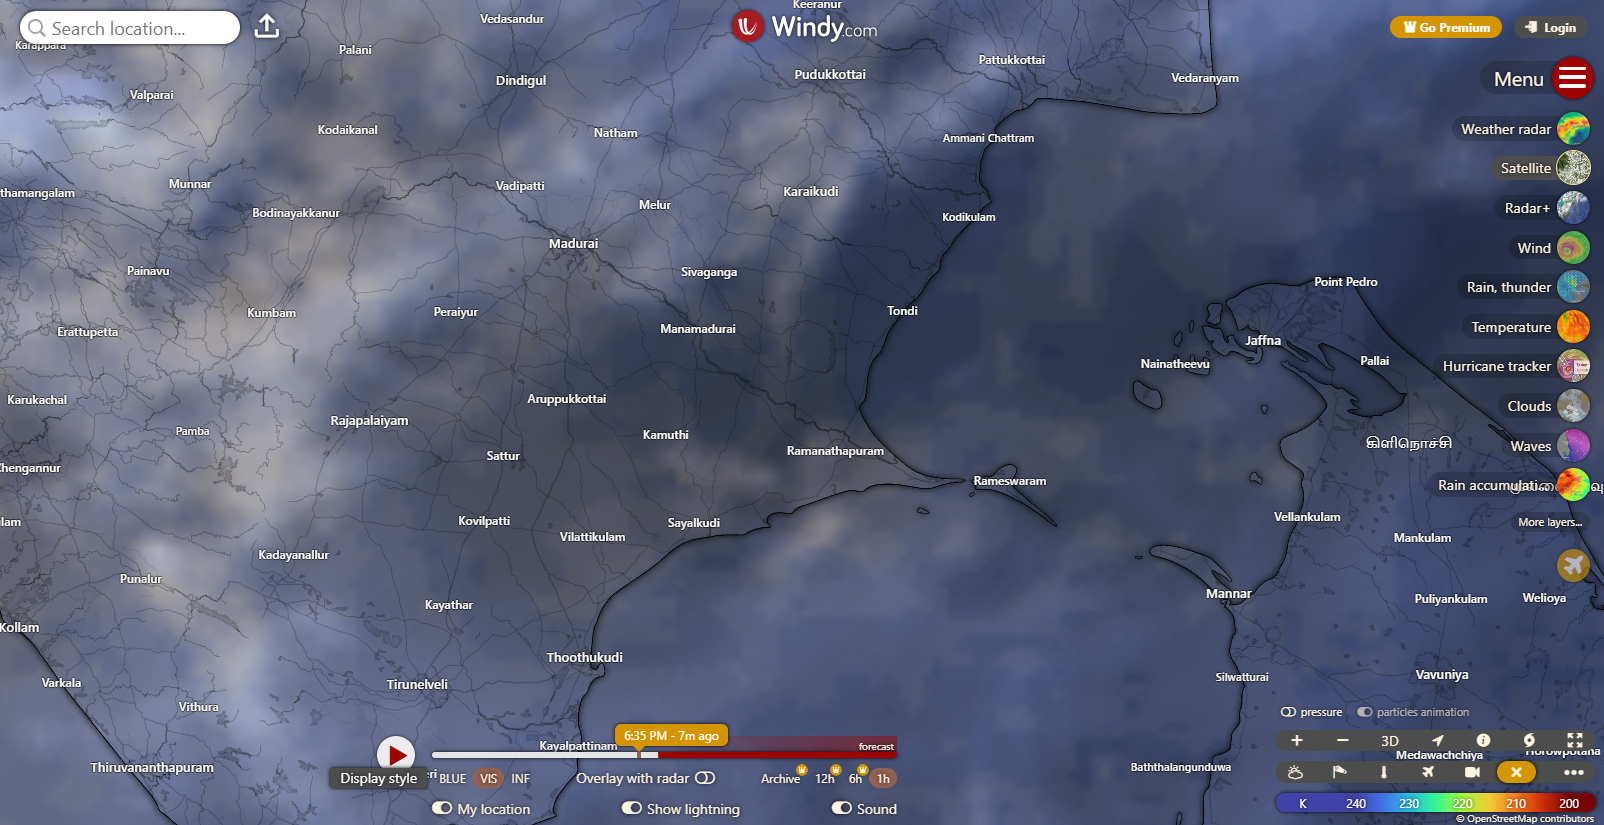 Search location...
Windy.com
Go Premium
Login
Menu
Weather radar
Satellite
Radar+
Wind
Rain, thunder
Temperature
Hurricane tracker
Clouds
Waves
More layers...
Keeranur
Vedasandur
Karappara
Palani
Pattukkottai
Dindigul
Pudukkottai
Vedaranyam
Valparai
Kodaikanal
Natham
Ammani Chattram
Munnar
Vadipatti
Karaikudi
thamangalam
Bodinayakkanur
Melur
Kodikulam
Madurai
Painavu
Sivaganga
Point Pedro
Kumbam
Peraiyur
Tondi
Erattupetta
Manamadurai
Jaffna
Nainatheevu
Pallai
Karukachal
Aruppukkottai
Rajapalaiyam
Pamba
Kamuthi
கிளிநொச்சி
Sattur
Ramanathapuram
Chengannur
Rameswaram
Rain accumulati
lam
Kovilpatti
Sayalkudi
Vellankulam
Vilattikulam
Mankulam
Kadayanallur
Punalur
Mannar
Puliyankulam
Welioya
Kayathar
Kollam
Thoothukudi
Vavuniya
Varkala
Tirunelveli
Silwatturai
Vithura
Kayalpattinam
6:35 PM - 7m ago
forecast
Thiruvananthapuram
Baththalangunduwa
Medawachchiya
Horowpotana
pressure
particles animation
3D
Display style
eri
BLUE
VIS
INF
Overlay with radar
Archive
12h
6h
1h
My location
Show lightning
Sound
K 240 230 220 210 200
© OpenStreetMap contributors